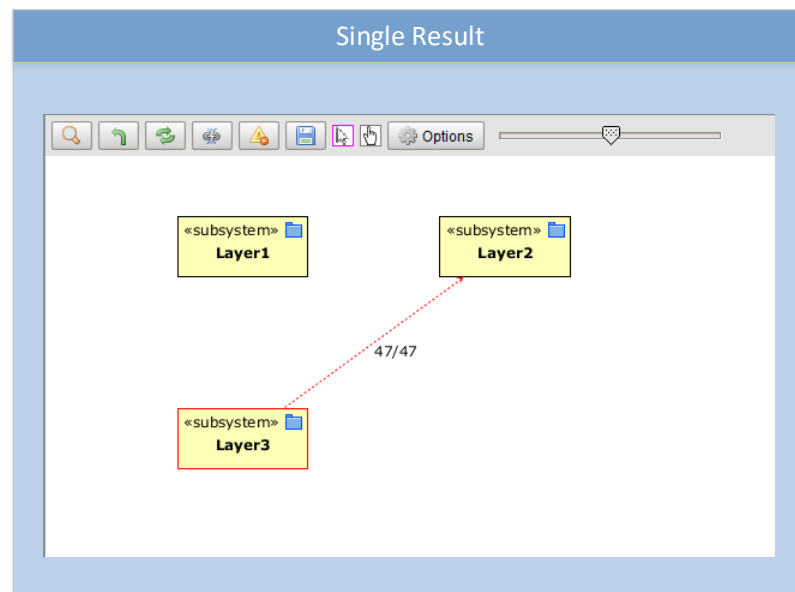 Single Result
Options
«subsystem»
Layer1
«subsystem»
Layer2
47/47
«subsystem»
Layer3